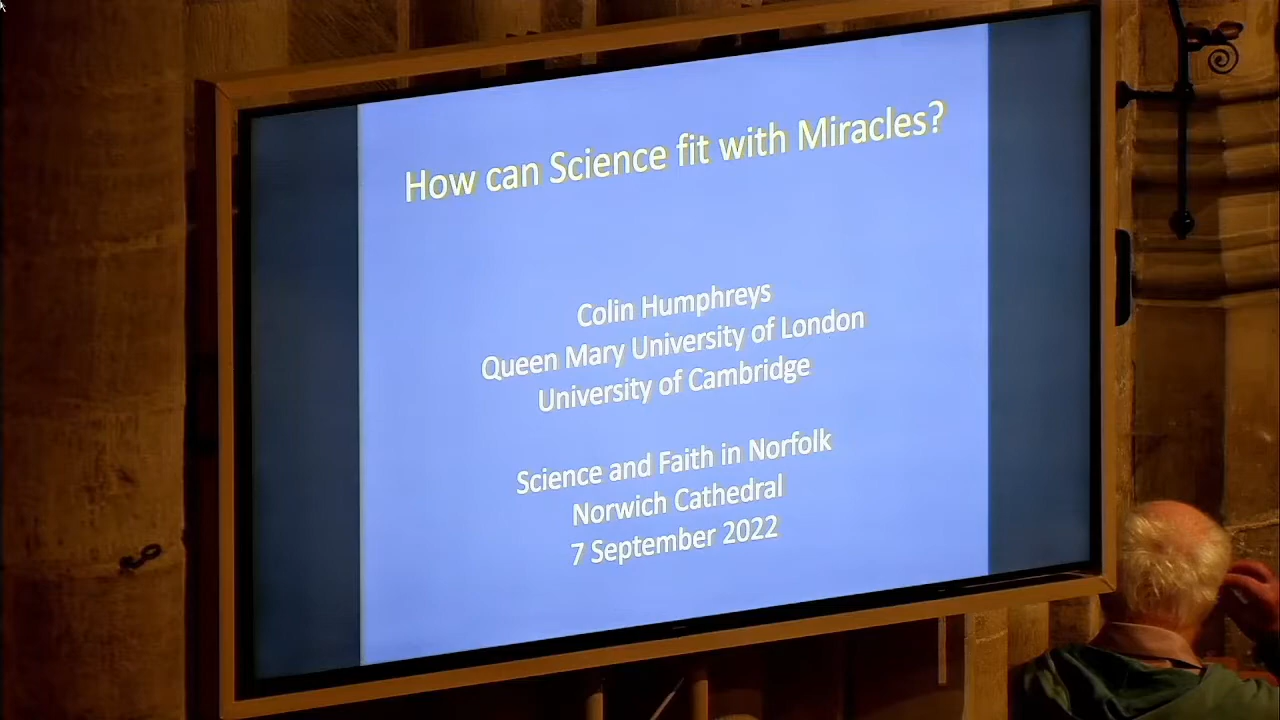 How can Science fit with Miracles?
Colin Humphreys
Queen Mary University of London
University of Cambridge
Science and Faith in Norfolk
Norwich Cathedral
7 September 2022